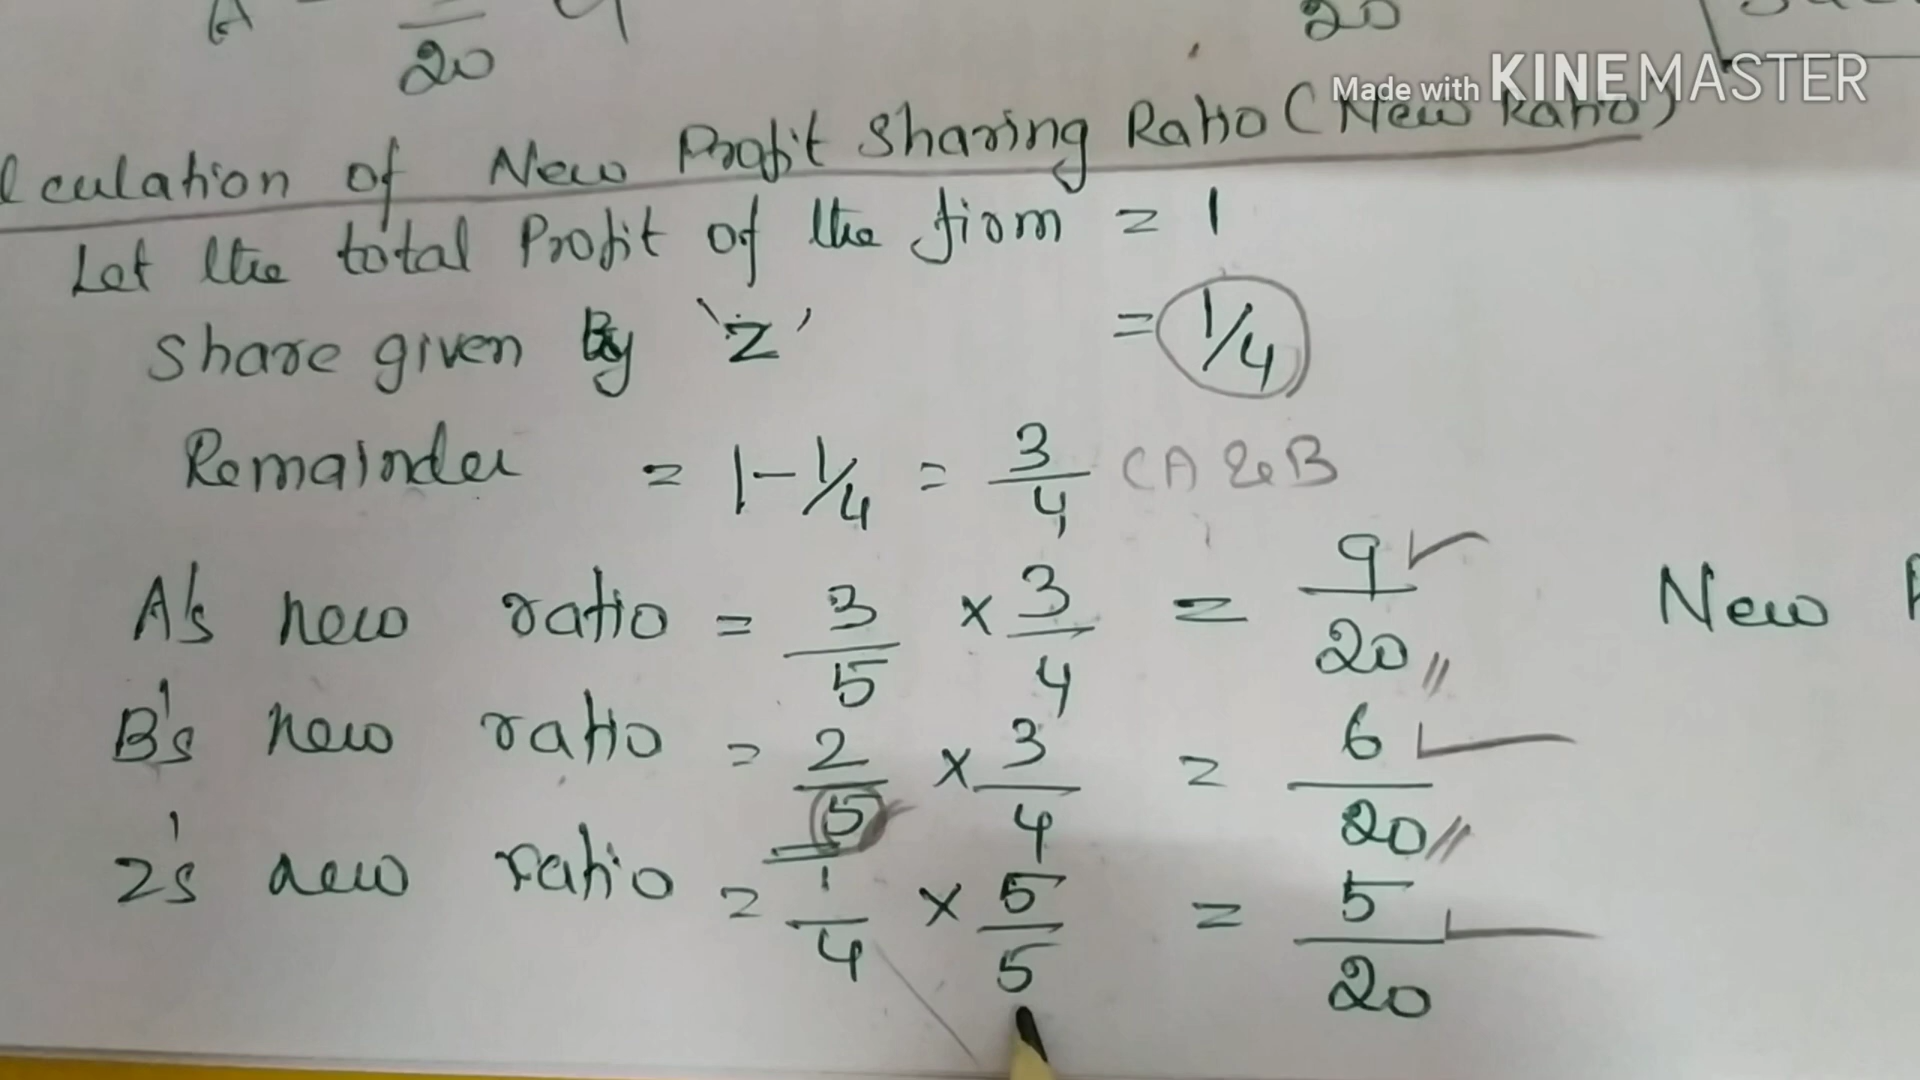 20
20
Made with KINEMASTER
lculation of New Profit Sharing Ratio (New Ratio)
Let the total Profit of the firm = 1
Share given By 'Z' = 1/4
Remainder = 1 - 1/4 = 3/4 (A & B
A's new ratio = 3/5 × 3/4 = 9/20 New
B's new ratio = 2/5 × 3/4 = 6/20
Z's new ratio = 1/4 × 5/5 = 5/20